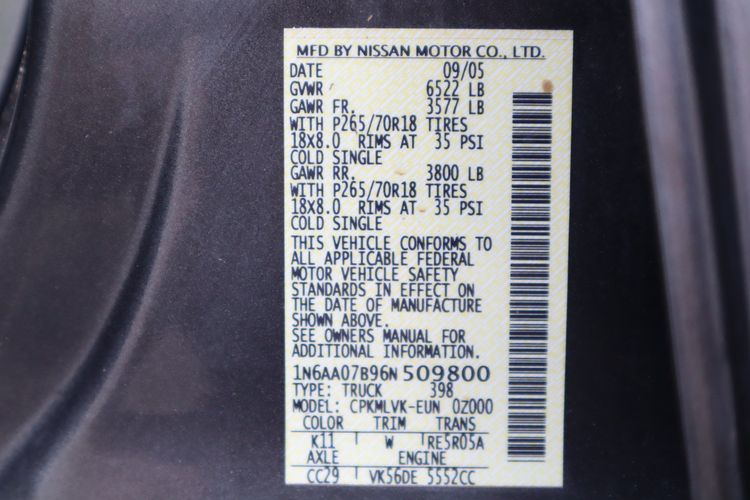 MFD BY NISSAN MOTOR CO., LTD.
DATE 09/05
GVWR 6522 LB
GAWR FR. 3577 LB
WITH P265/70R18 TIRES
18X8.0 RIMS AT 35 PSI
COLD SINGLE
GAWR RR. 3800 LB
WITH P265/70R18 TIRES
18X8.0 RIMS AT 35 PSI
COLD SINGLE
THIS VEHICLE CONFORMS TO
ALL APPLICABLE FEDERAL
MOTOR VEHICLE SAFETY
STANDARDS IN EFFECT ON
THE DATE OF MANUFACTURE
SHOWN ABOVE.
SEE OWNERS MANUAL FOR
ADDITIONAL INFORMATION.
1N6AA07B96N 509800
TYPE: TRUCK 398
MODEL: CPKMLVK-EUN 0Z000
COLOR TRIM TRANS
K11 W RE5R05A
AXLE ENGINE
CC29 VK56DE 5552CC